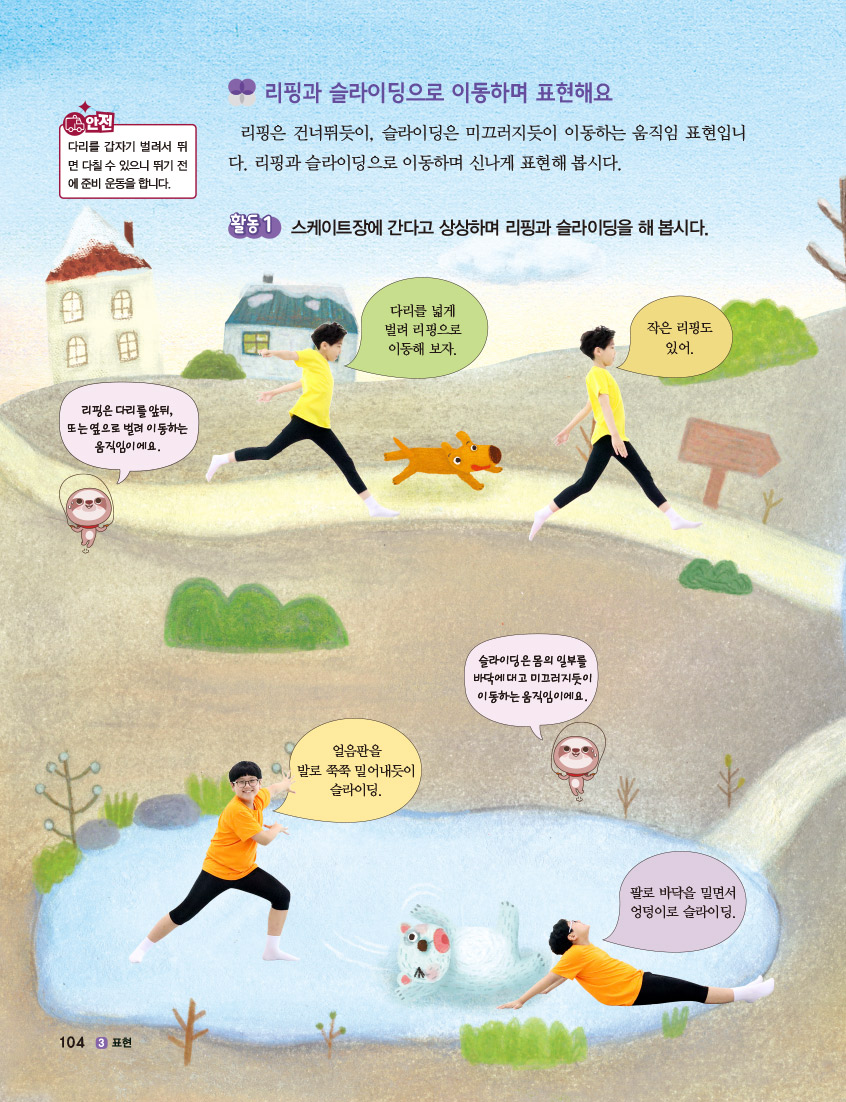 리핑과 슬라이딩으로 이동하며 표현해요
안전
다리를 갑자기 벌려서 뛰
면 다칠 수 있으니 뛰기 전
에 준비 운동을 합니다.
리핑은 건너뛰듯이, 슬라이딩은 미끄러지듯이 이동하는 움직임 표현입니
다. 리핑과 슬라이딩으로 이동하며 신나게 표현해 봅시다.
활동 1 스케이트장에 간다고 상상하며 리핑과 슬라이딩을 해 봅시다.
다리를 넓게
벌려 리핑으로
이동해 보자.
작은 리핑도
있어.
리핑은 다리를 앞뒤,
또는 옆으로 벌려 이동하는
움직임이에요.
슬라이딩은 몸의 일부를
바닥에 대고 미끄러지듯이
이동하는 움직임이에요.
얼음판을
발로 쭉쭉 밀어내듯이
슬라이딩.
팔로 바닥을 밀면서
엉덩이로 슬라이딩.
104 3 표현